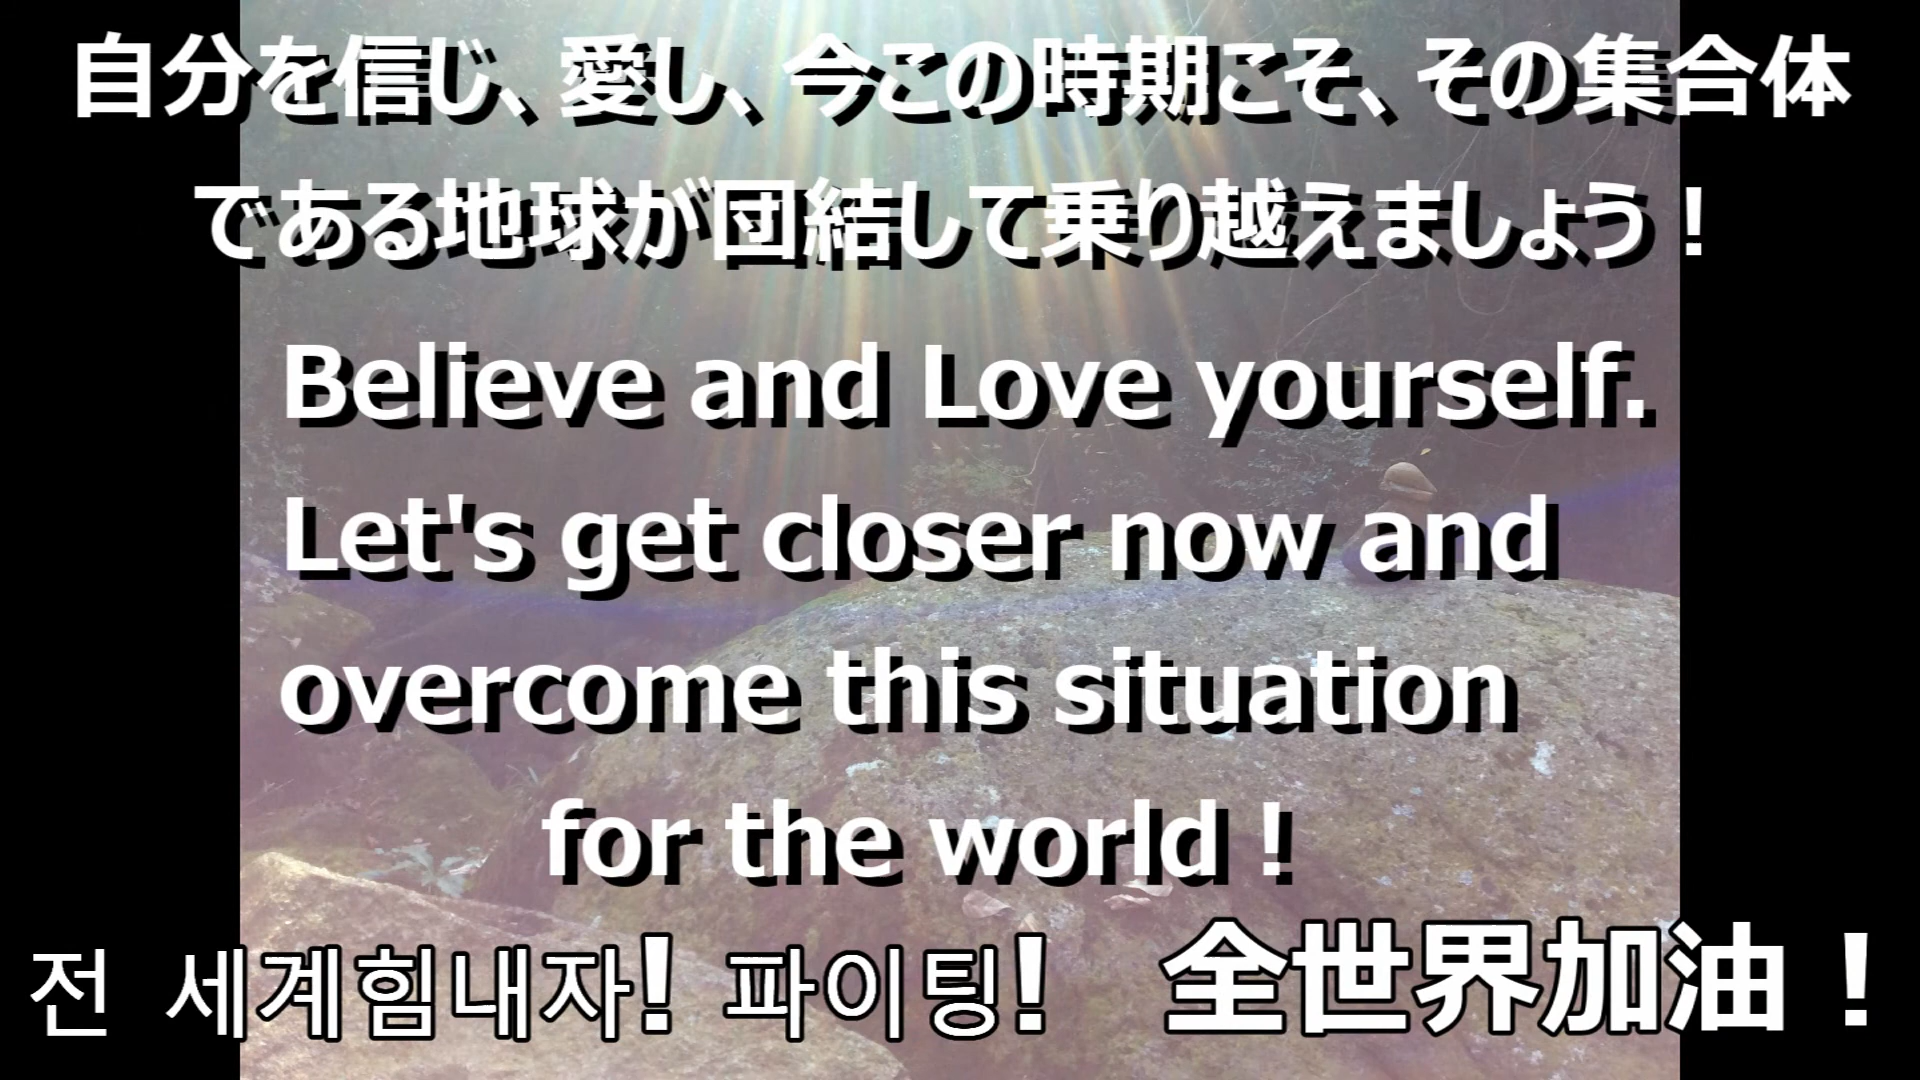 自分を信じ、愛し、今この時期こそ、その集合体
である地球が団結して乗り越えましょう！
Believe and Love yourself.
Let's get closer now and
overcome this situation
for the world !
전 세계힘내자! 파이팅! 全世界加油！